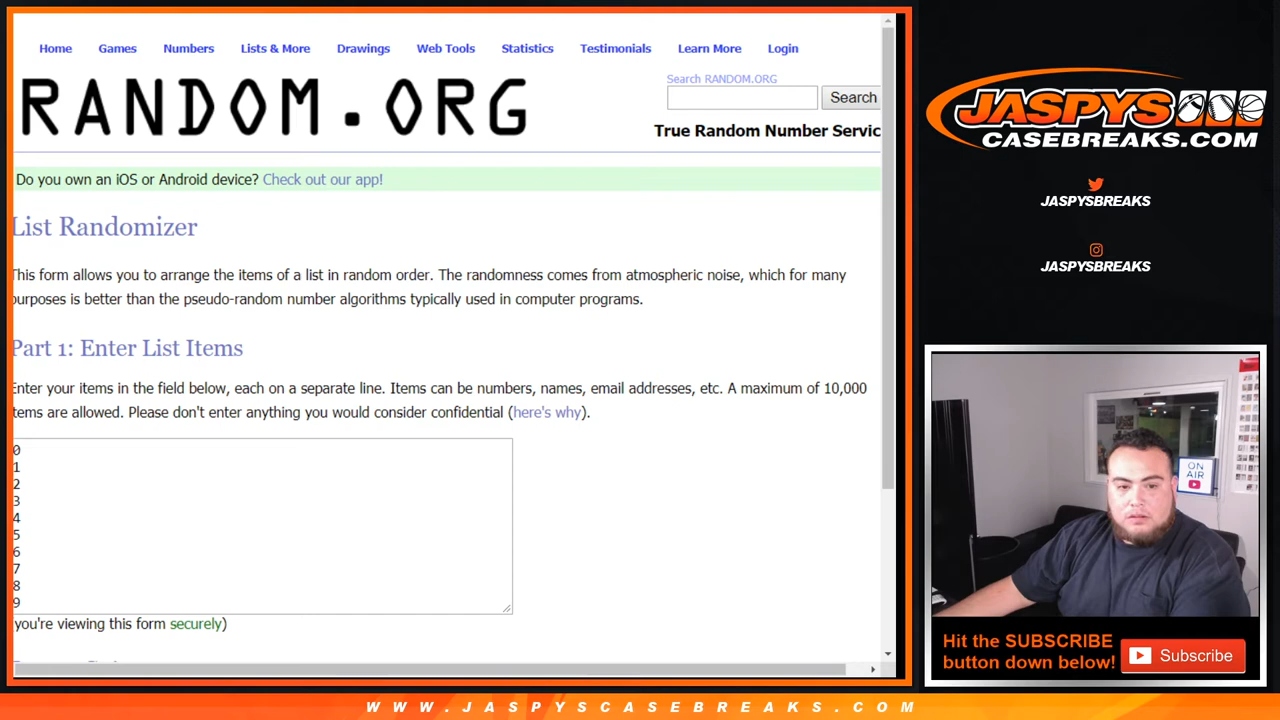 Home Games Numbers Lists & More Drawings Web Tools Statistics Testimonials Learn More Login
RANDOM.ORG
Search RANDOM.ORG
Search
True Random Number Servic
Do you own an iOS or Android device? Check out our app!
List Randomizer
This form allows you to arrange the items of a list in random order. The randomness comes from atmospheric noise, which for many
purposes is better than the pseudo-random number algorithms typically used in computer programs.
Part 1: Enter List Items
Enter your items in the field below, each on a separate line. Items can be numbers, names, email addresses, etc. A maximum of 10,000
items are allowed. Please don't enter anything you would consider confidential (here's why).
0
1
2
3
4
5
6
7
8
9
you're viewing this form securely)
JASPYS
CASEBREAKS.COM
JASPYSBREAKS
JASPYSBREAKS
ON
AIR
Hit the SUBSCRIBE
button down below!
Subscribe
WWW.JASPYSCASEBREAKS.COM